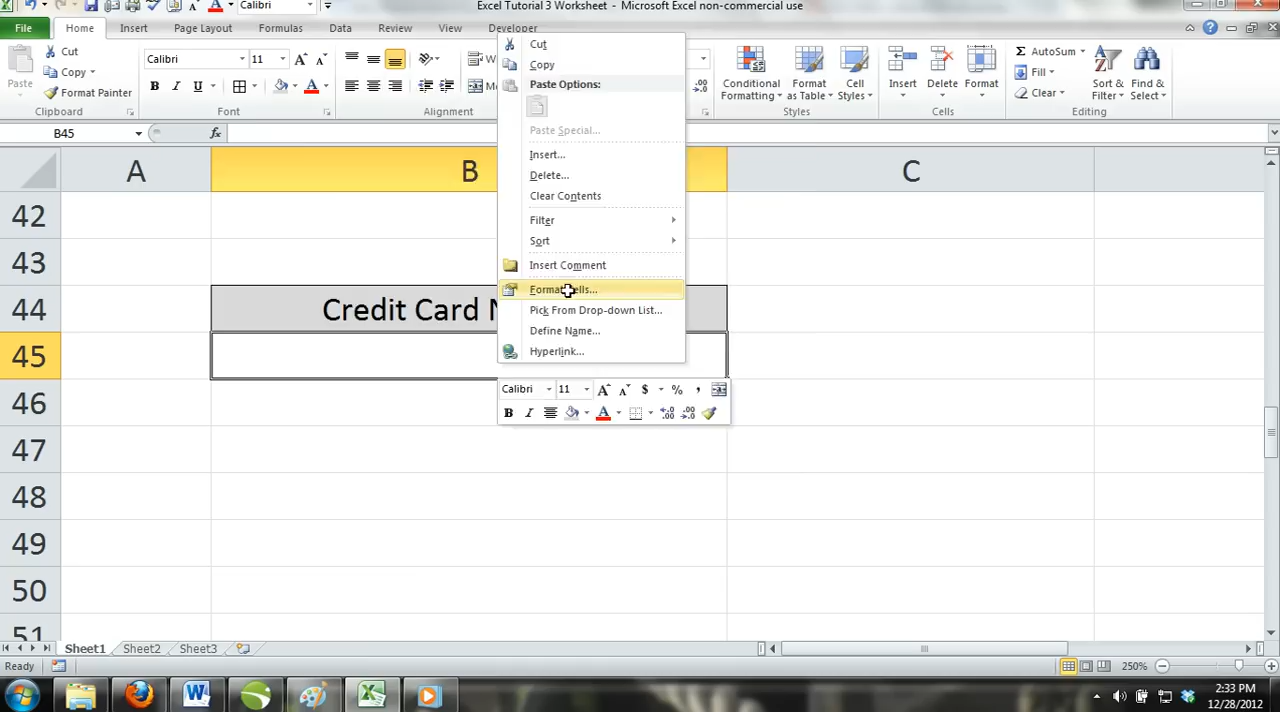 Calibri
Excel Tutorial 3 Worksheet - Microsoft Excel non-commercial use
File Home Insert Page Layout Formulas Data Review View Developer
Paste
Cut
Copy
Format Painter
Clipboard
Calibri 11
B I U
Font
Alignment
Conditional Formatting
Format as Table
Cell Styles
Styles
Insert
Delete
Format
Cells
AutoSum
Fill
Clear
Sort & Filter
Find & Select
Editing
B45 fx
A B C
42
43
44 Credit Card
45
46
47
48
49
50
51
Cut
Copy
Paste Options:
Paste Special...
Insert...
Delete...
Clear Contents
Filter
Sort
Insert Comment
Pick From Drop-down List...
Define Name...
Hyperlink...
Calibri 11 A A $ % ,
B I A .00 .00
Sheet1 Sheet2 Sheet3
Ready 250%
2:33 PM
12/28/2012